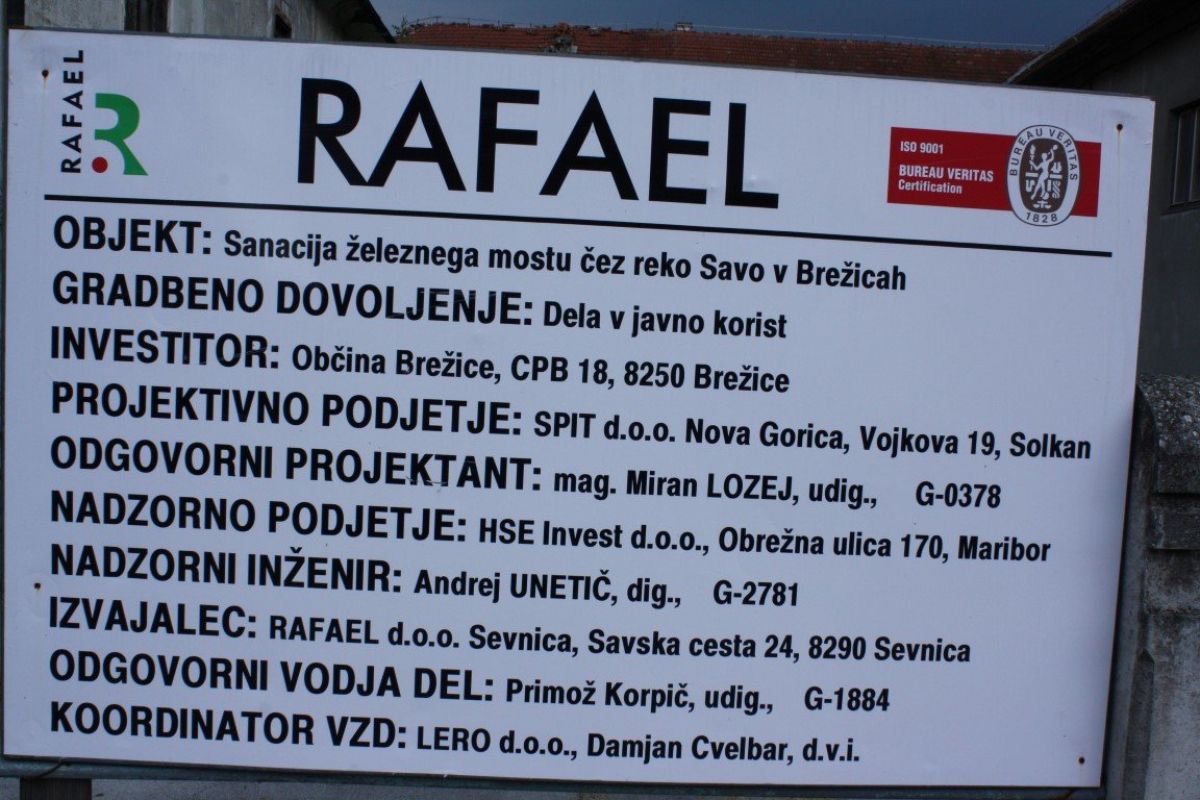 RAFAEL
R
RAFAEL
ISO 9001
BUREAU VERITAS
Certification
BUREAU VERITAS
1828
OBJEKT: Sanacija železnega mostu čez reko Savo v Brežicah
GRADBENO DOVOLJENJE: Dela v javno korist
INVESTITOR: Občina Brežice, CPB 18, 8250 Brežice
PROJEKTIVNO PODJETJE: SPIT d.o.o. Nova Gorica, Vojkova 19, Solkan
ODGOVORNI PROJEKTANT: mag. Miran LOZEJ, udig., G-0378
NADZORNO PODJETJE: HSE Invest d.o.o., Obrežna ulica 170, Maribor
NADZORNI INŽENIR: Andrej UNETIČ, dig., G-2781
IZVAJALEC: RAFAEL d.o.o. Sevnica, Savska cesta 24, 8290 Sevnica
ODGOVORNI VODJA DEL: Primož Korpič, udig., G-1884
KOORDINATOR VZD: LERO d.o.o., Damjan Cvelbar, d.v.i.